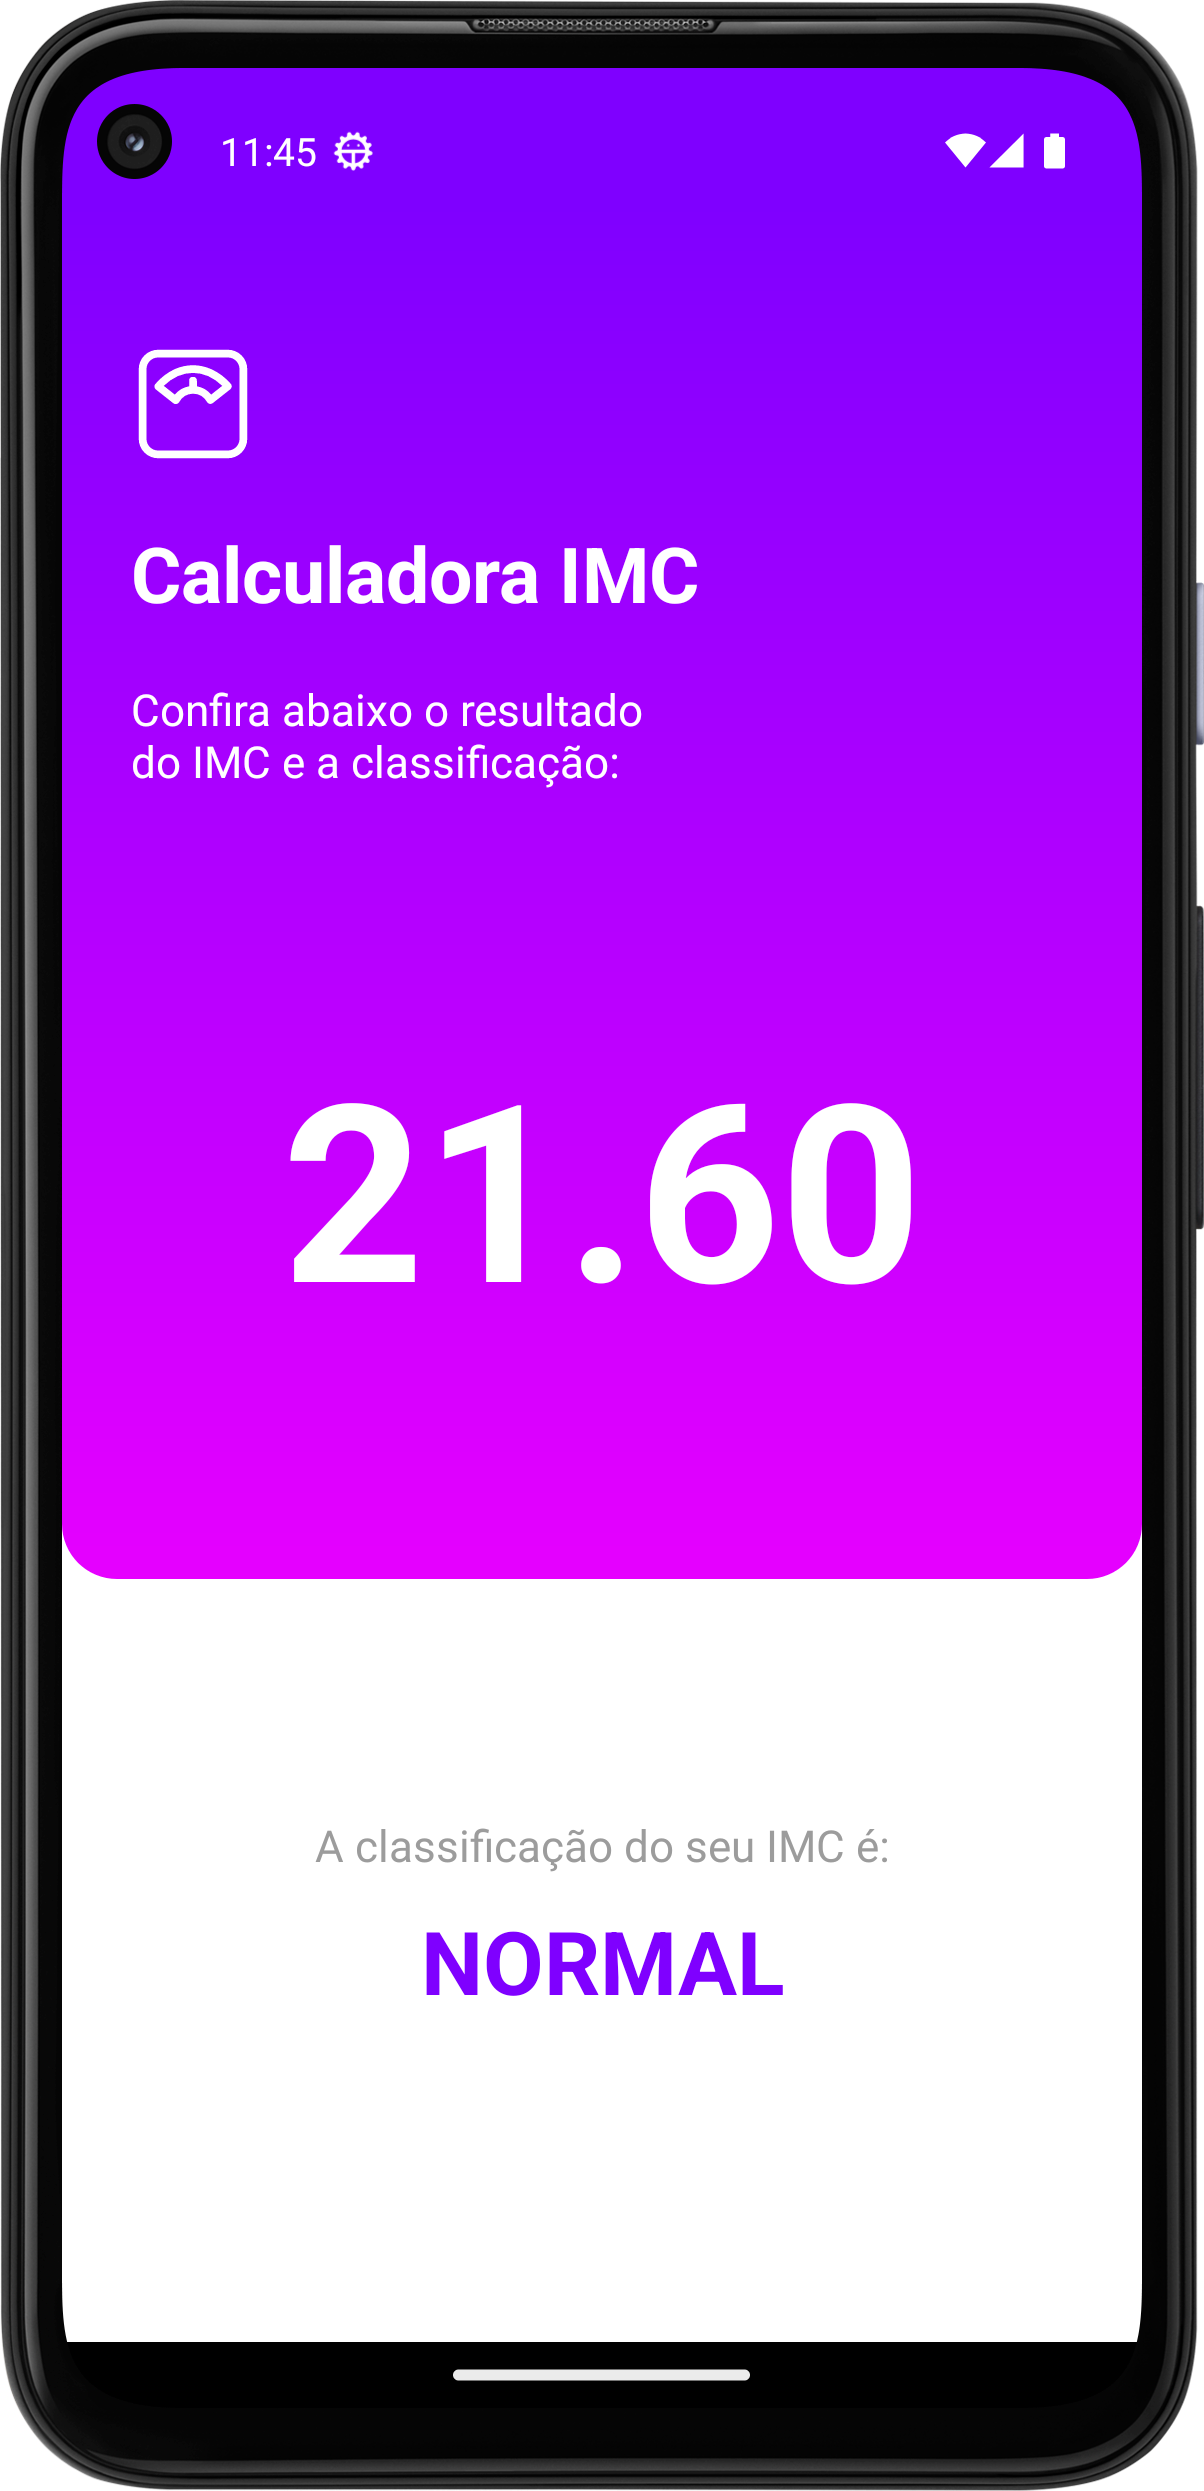 11:45
Calculadora IMC
Confira abaixo o resultado
do IMC e a classificação:
21.60
A classificação do seu IMC é:
NORMAL